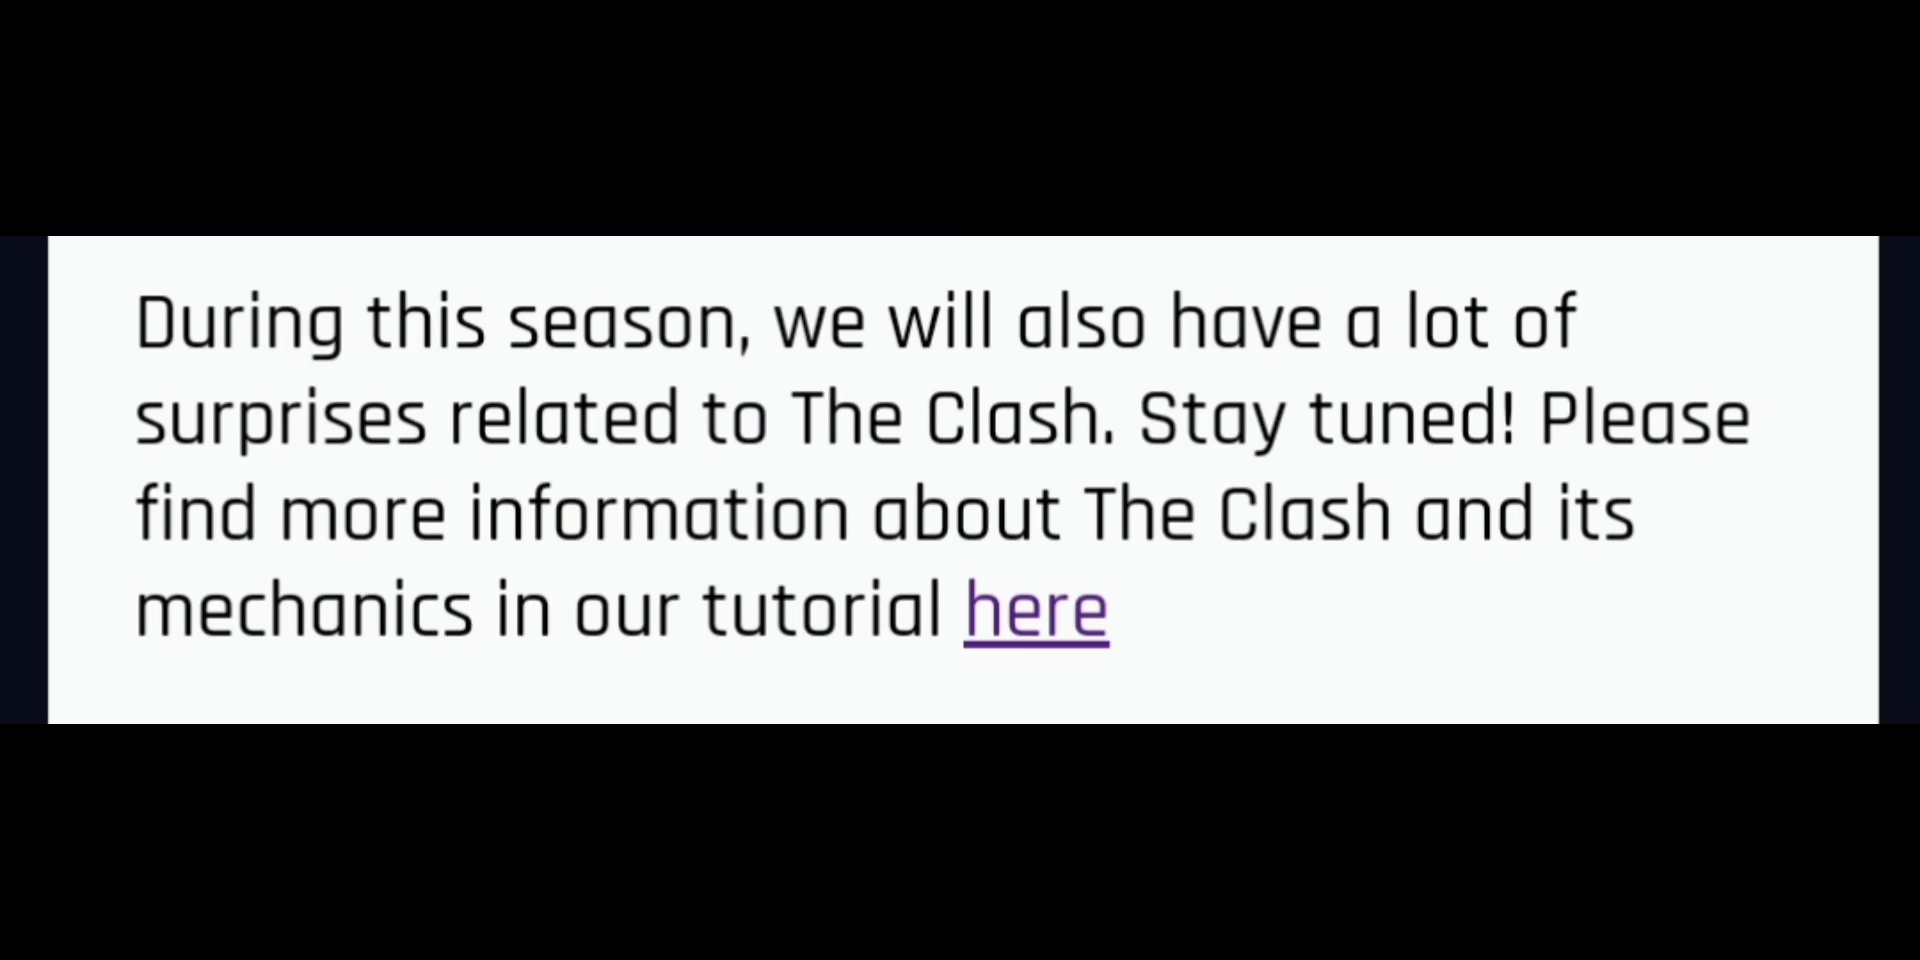 During this season, we will also have a lot of
surprises related to The Clash. Stay tuned! Please
find more information about The Clash and its
mechanics in our tutorial here